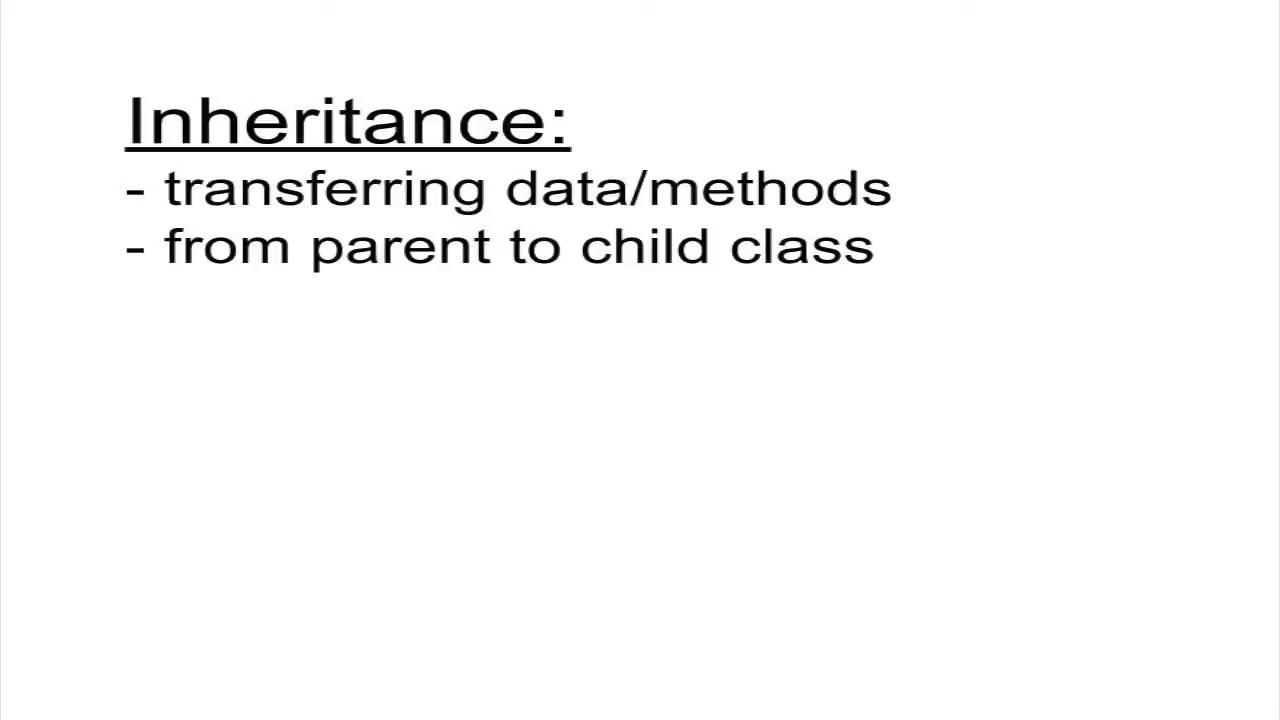 Inheritance:
- transferring data/methods
- from parent to child class